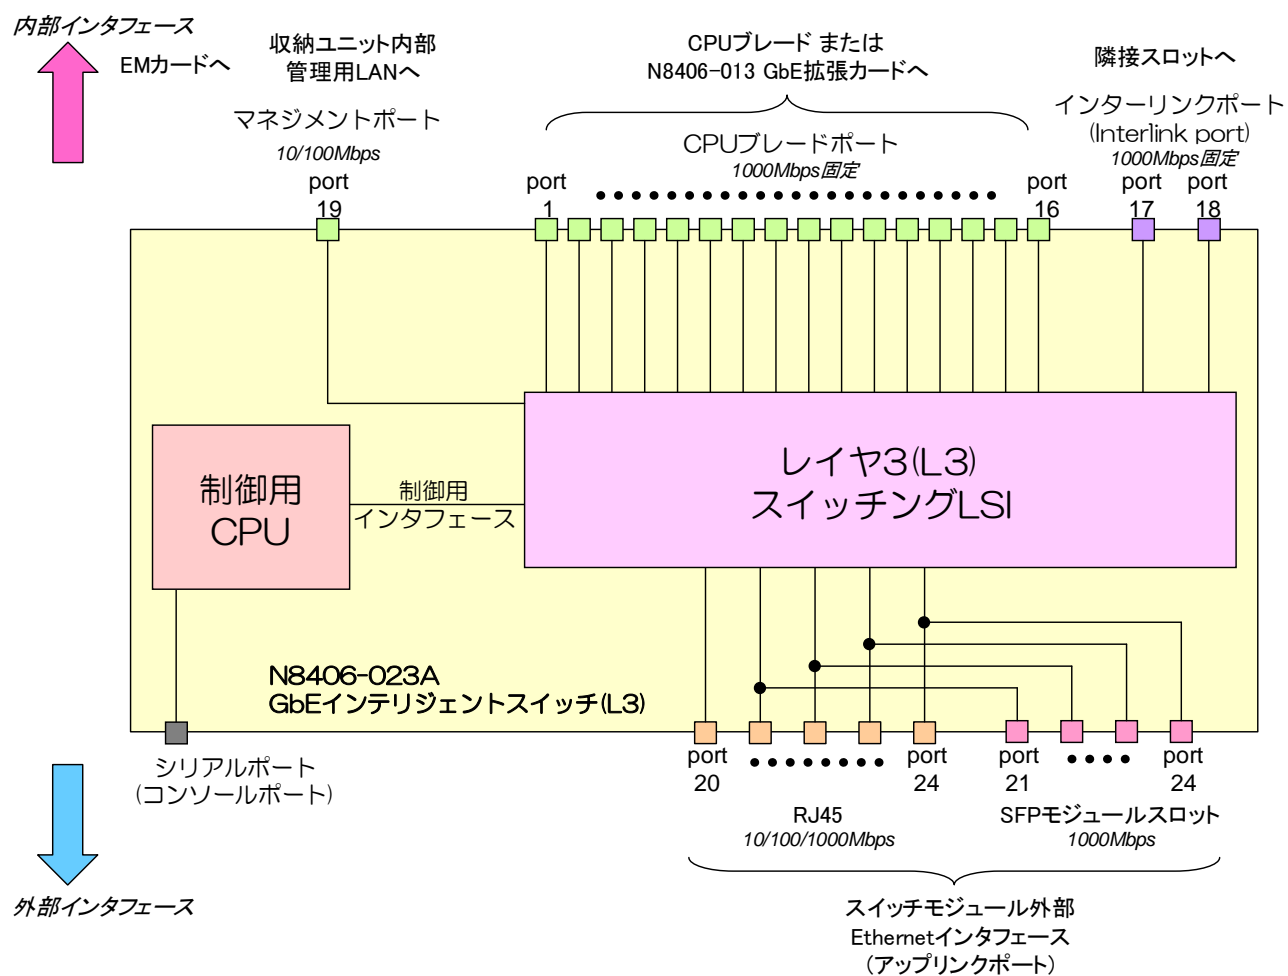 内部インタフェース
EMカードへ
収納ユニット内部
管理用LANへ
マネジメントポート
10/100Mbps
port
19
CPUブレード または
N8406-013 GbE拡張カードへ
CPUブレードポート
1000Mbps固定
port
1
port
16
隣接スロットへ
インターリンクポート
(Interlink port)
1000Mbps固定
port
17
port
18
制御用
CPU
制御用
インタフェース
レイヤ3(L3)
スイッチングLSI
N8406-023A
GbEインテリジェントスイッチ(L3)
シリアルポート
(コンソールポート)
port
20
port
24
port
21
port
24
RJ45
10/100/1000Mbps
SFPモジュールスロット
1000Mbps
外部インタフェース
スイッチモジュール外部
Ethernetインタフェース
(アップリンクポート)